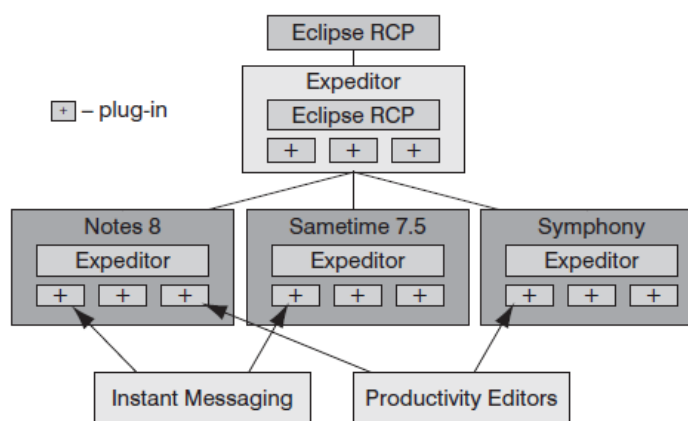 Eclipse RCP
Expeditor
+ – plug-in
Eclipse RCP
+ + +
Notes 8 Sametime 7.5 Symphony
Expeditor Expeditor Expeditor
+ + + + + + + + +
Instant Messaging Productivity Editors